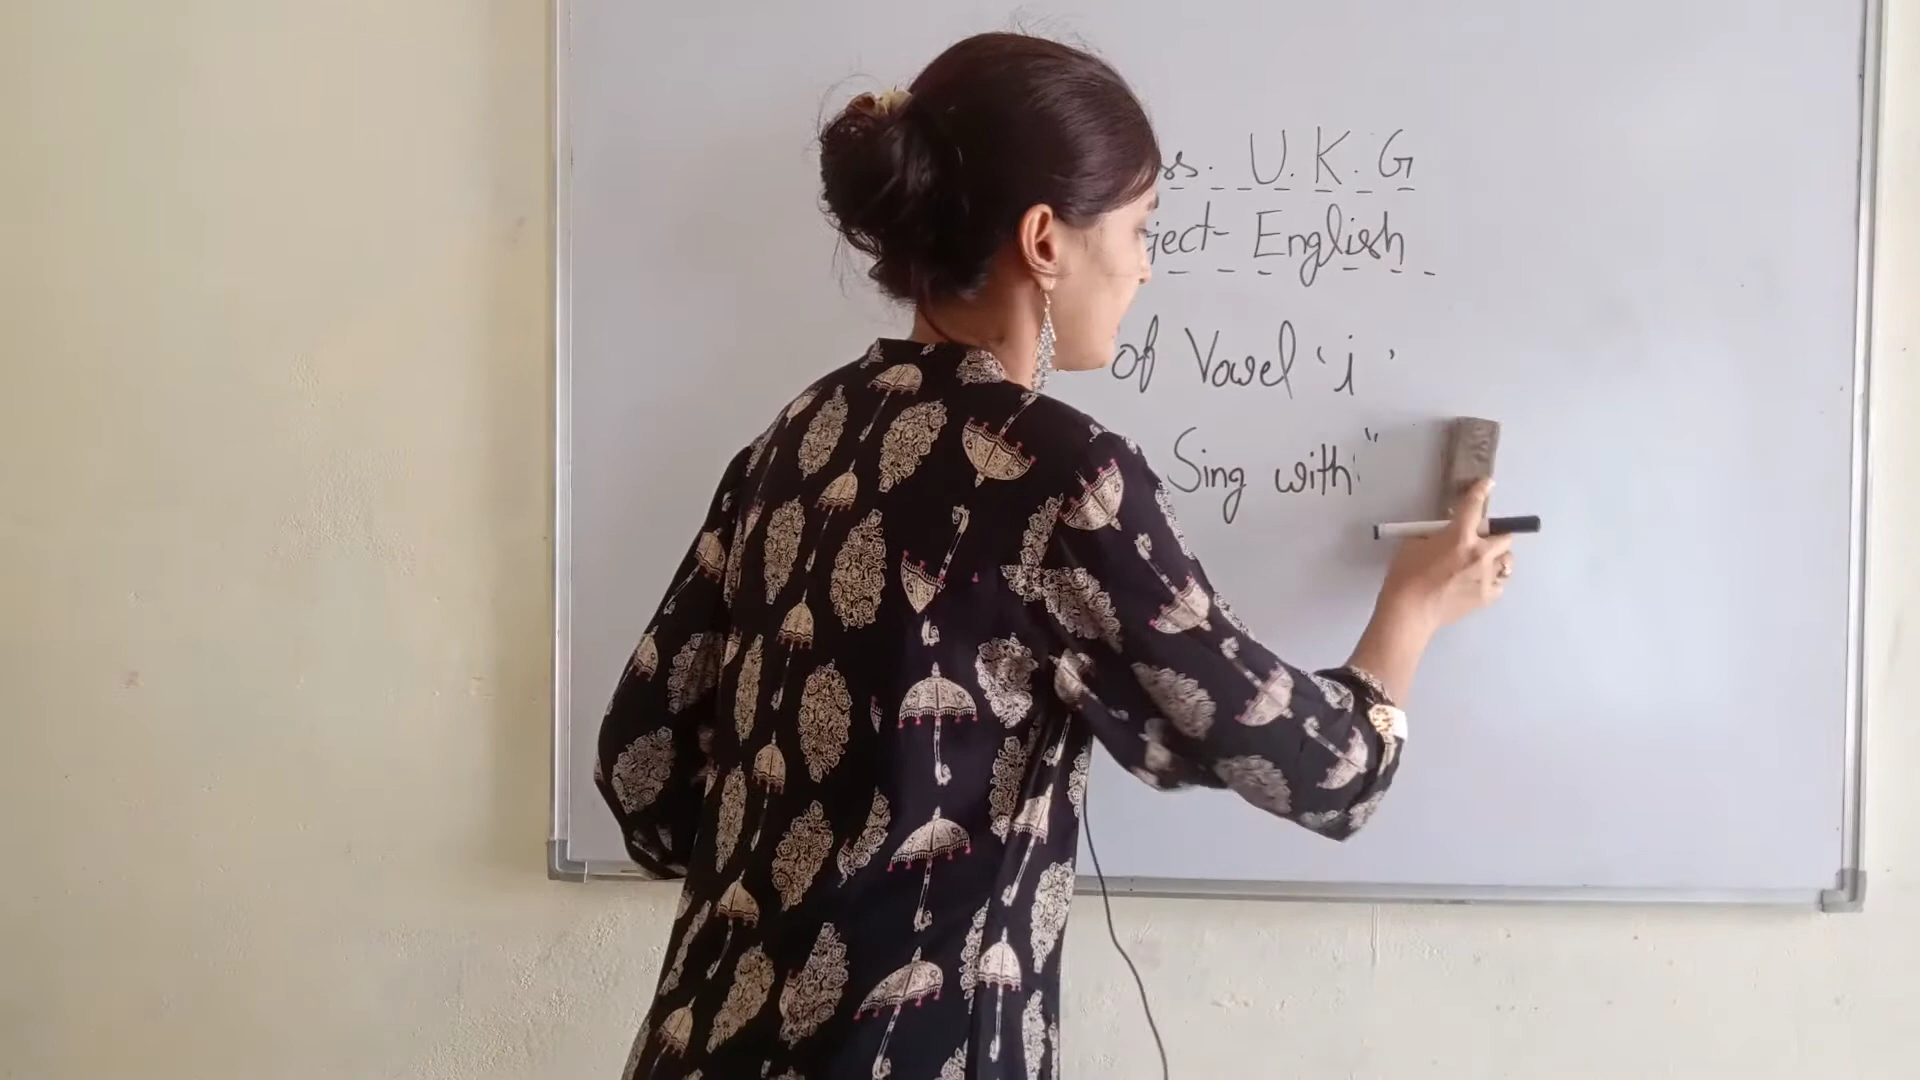 ss. U.K.G
ject- English
of Vowel 'i'
Sing with"